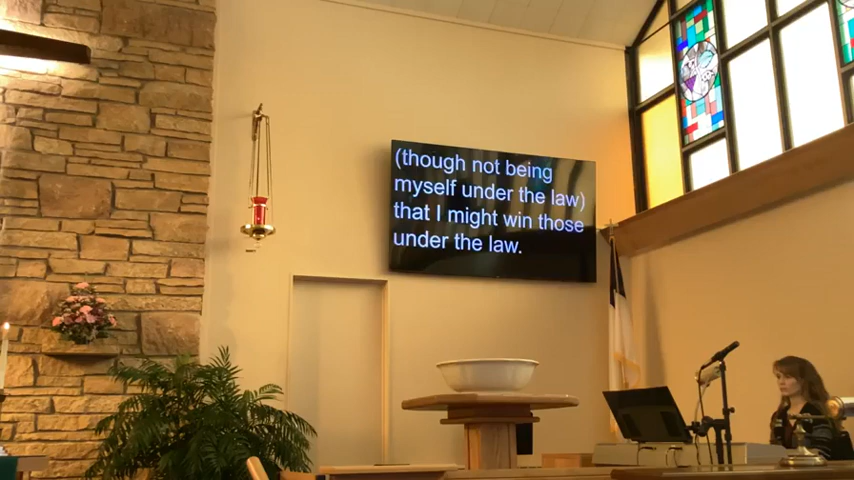 (though not being
myself under the law)
that I might win those
under the law.